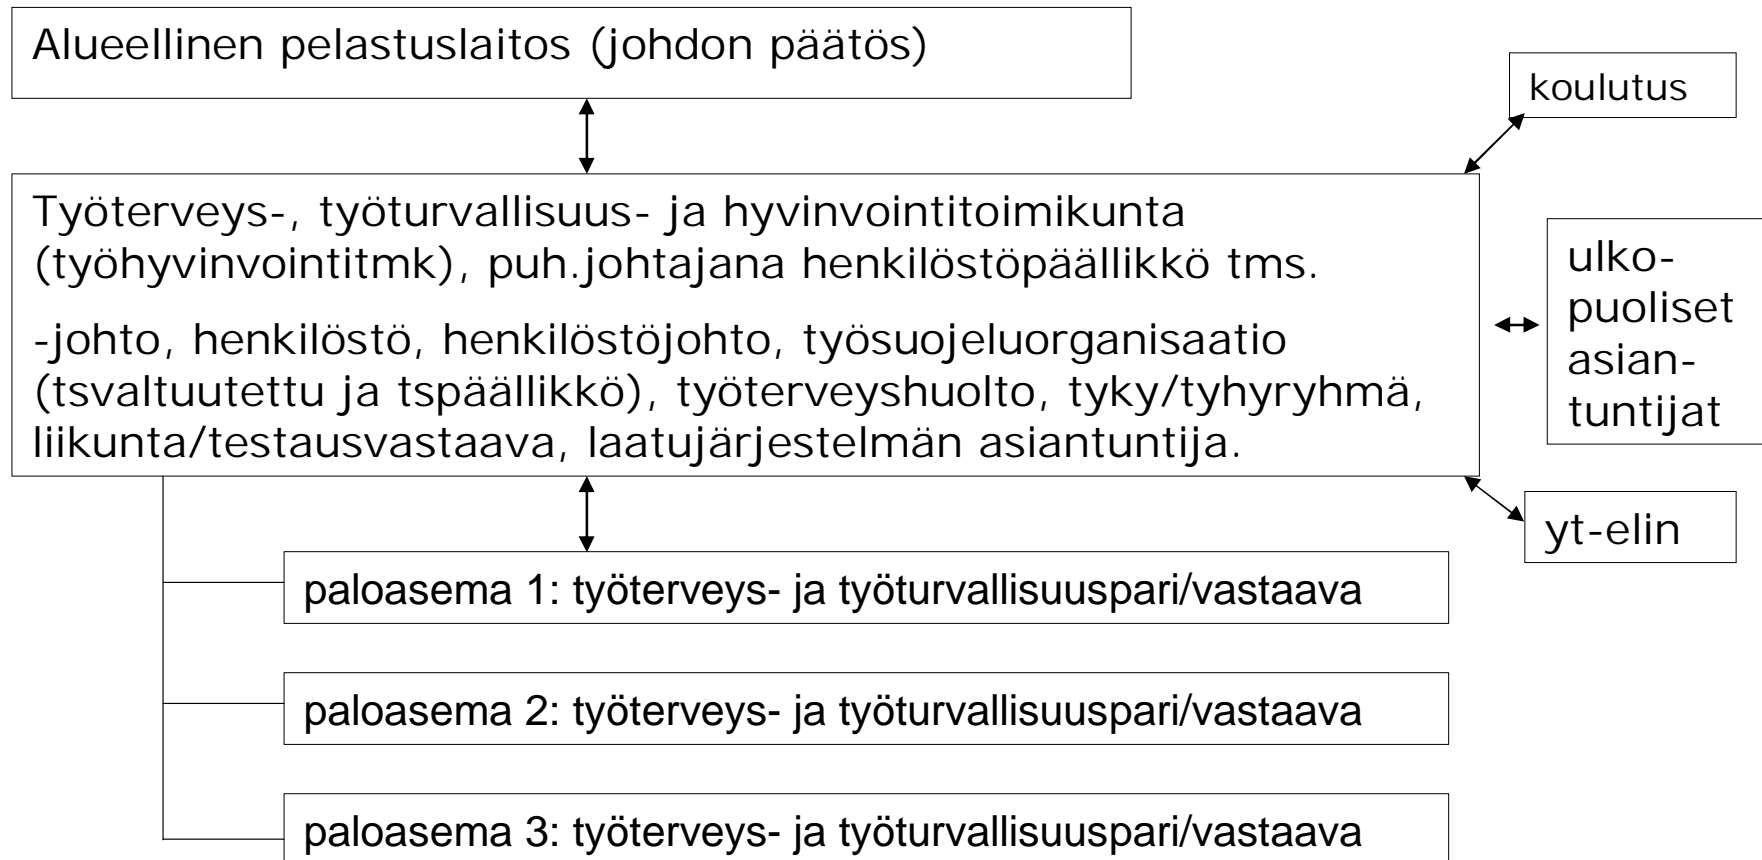 Alueellinen pelastuslaitos (johdon päätös)
koulutus
Työterveys-, työturvallisuus- ja hyvinvointitoimikunta
(työhyvinvointitmk), puh.johtajana henkilöstöpäällikkö tms.
-johto, henkilöstö, henkilöstöjohto, työsuojeluorganisaatio
(tsvaltuutettu ja tspäällikkö), työterveyshuolto, tyky/tyhyryhmä,
liikunta/testausvastaava, laatujärjestelmän asiantuntija.
ulko-
puoliset
asian-
tuntijat
yt-elin
paloasema 1: työterveys- ja työturvallisuuspari/vastaava
paloasema 2: työterveys- ja työturvallisuuspari/vastaava
paloasema 3: työterveys- ja työturvallisuuspari/vastaava